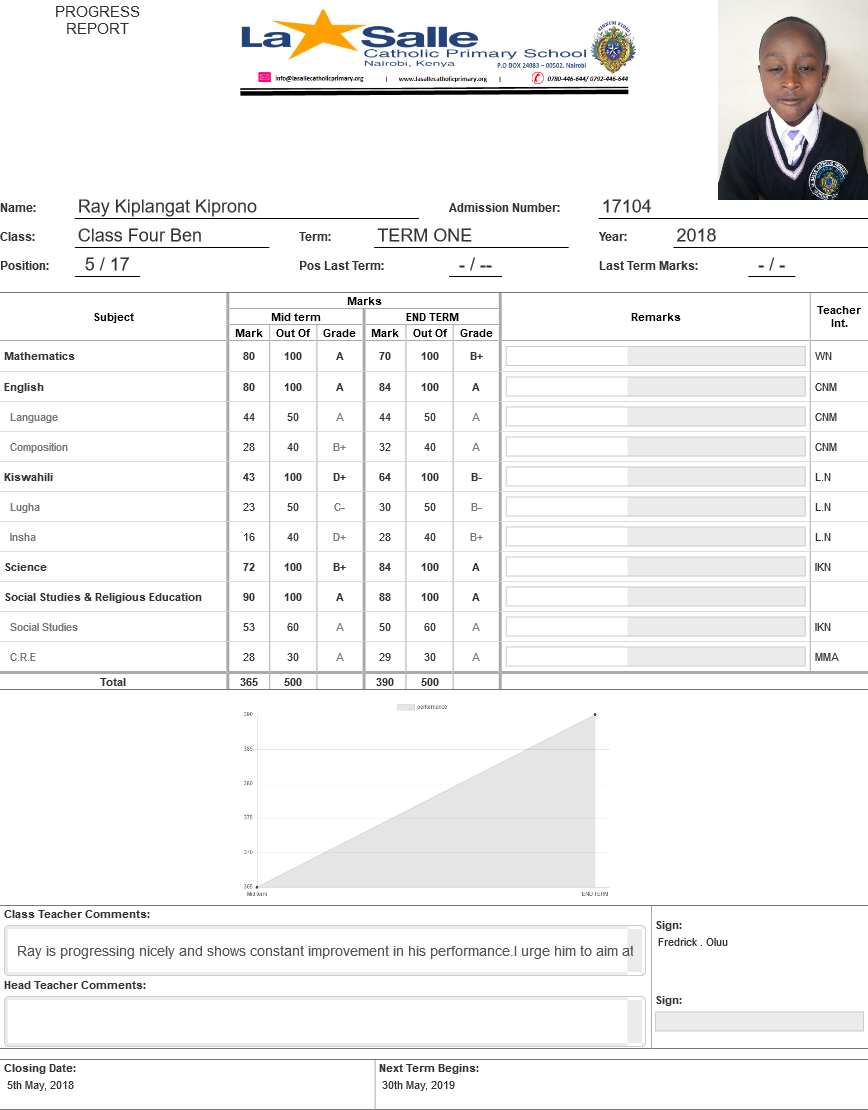 PROGRESS
REPORT
La Salle
Catholic Primary School
Nairobi, Kenya
P.O BOX 24083 – 00502, Nairobi
info@lasallecatholicprimary.org | www.lasallecatholicprimary.org | 0780-446-644/ 0792-446-644
Name: Ray Kiplangat Kiprono Admission Number: 17104
Class: Class Four Ben Term: TERM ONE Year: 2018
Position: 5 / 17 Pos Last Term: - / -- Last Term Marks: - / -
Subject Marks Remarks Teacher Int.
Mid term END TERM
Mark Out Of Grade Mark Out Of Grade
Mathematics 80 100 A 70 100 B+ WN
English 80 100 A 84 100 A CNM
Language 44 50 A 44 50 A CNM
Composition 28 40 B+ 32 40 A CNM
Kiswahili 43 100 D+ 64 100 B- L.N
Lugha 23 50 C- 30 50 B- L.N
Insha 16 40 D+ 28 40 B+ L.N
Science 72 100 B+ 84 100 A IKN
Social Studies & Religious Education 90 100 A 88 100 A
Social Studies 53 60 A 50 60 A IKN
C.R.E 28 30 A 29 30 A MMA
Total 365 500 390 500
performance
390
385
380
375
370
365
Mid term END TERM
Class Teacher Comments:
Ray is progressing nicely and shows constant improvement in his performance.I urge him to aim at
Sign:
Fredrick . Oluu
Head Teacher Comments:
Sign:
Closing Date: Next Term Begins:
5th May, 2018 30th May, 2019